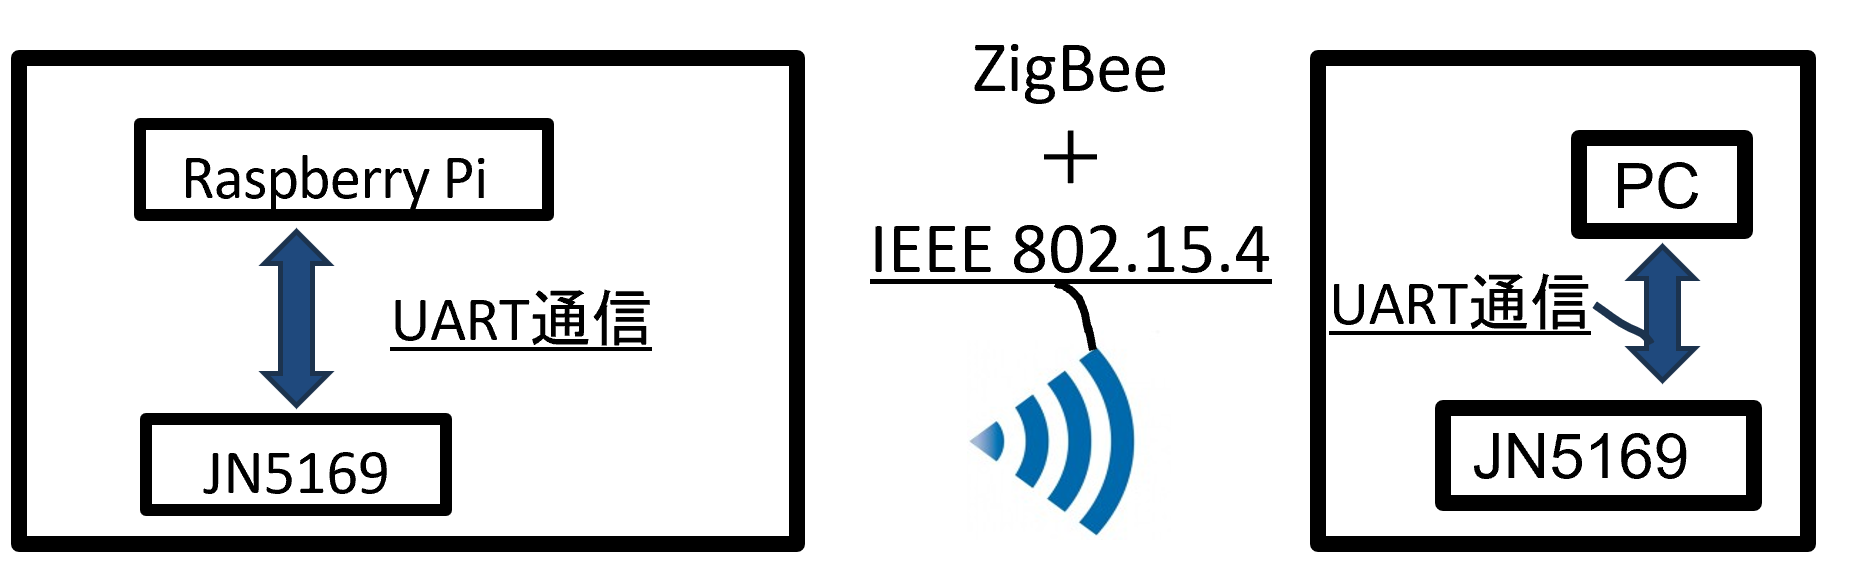 Raspberry Pi
UART通信
JN5169
ZigBee
+
IEEE 802.15.4
PC
UART通信
JN5169